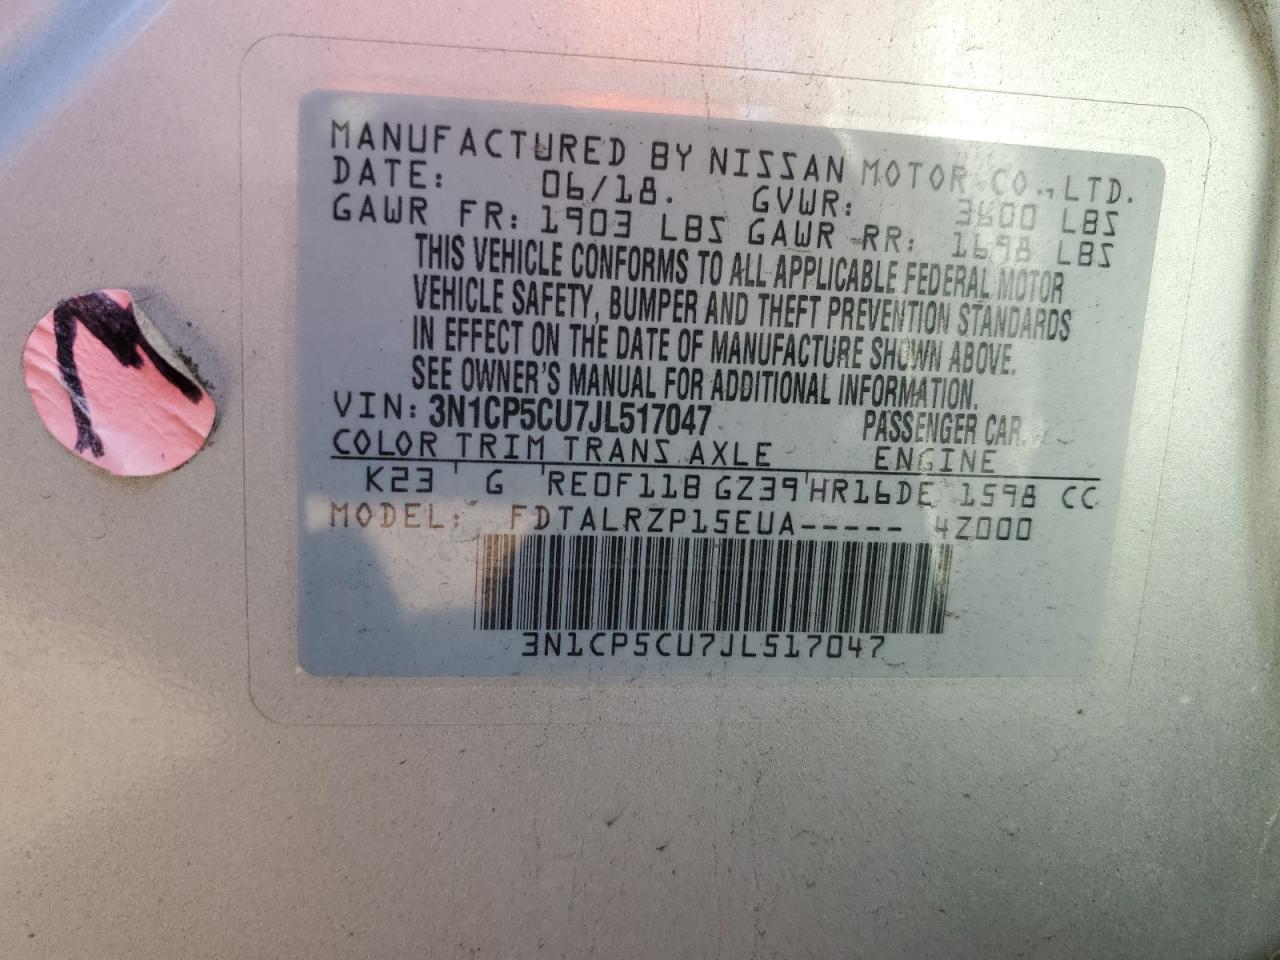 MANUFACTURED BY NISSAN MOTOR CO., LTD.
DATE: 06/18. GVWR: 3600 LBS
GAWR FR: 1903 LBS GAWR RR: 1698 LBS
THIS VEHICLE CONFORMS TO ALL APPLICABLE FEDERAL MOTOR
VEHICLE SAFETY, BUMPER AND THEFT PREVENTION STANDARDS
IN EFFECT ON THE DATE OF MANUFACTURE SHOWN ABOVE.
SEE OWNER'S MANUAL FOR ADDITIONAL INFORMATION.
VIN: 3N1CP5CU7JL517047 PASSENGER CAR.
COLOR TRIM TRANS AXLE ENGINE
K23 ' G ' RE0F11B GZ39 ' HR16DE 1598 CC
MODEL: FDTALRZP15EUA----- 4Z000
3N1CP5CU7JL517047